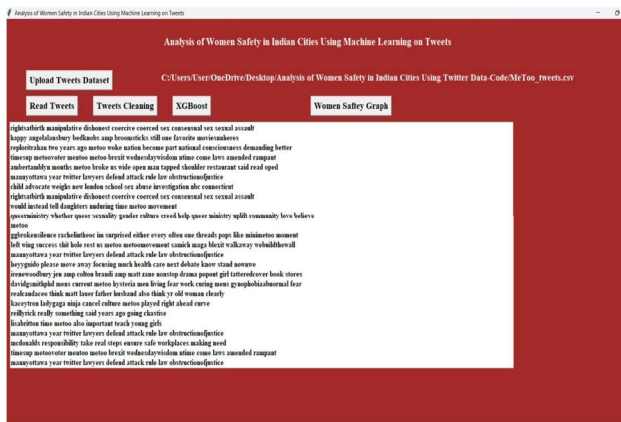 Analysis of Women Safety in Indian Cities Using Machine Learning on Tweets
Analysis of Women Safety in Indian Cities Using Machine Learning on Tweets
Upload Tweets Dataset
C:/Users/User/OneDrive/Desktop/Analysis of Women Safety in Indian Cities Using Twitter Data-Code/MeToo_tweets.csv
Read Tweets
Tweets Cleaning
XGBoost
Women Saftey Graph
rightsatbirth manipulative dishonest coercive coerced sex consensual sex sexual assault
happy angelalansbury bedknobs amp broomsticks still one favorite moviesmheres
reploritrahan two years ago metoo woke nation become part national consciousness demanding better
timesup metoovoter mentoo metoo brexit wednesdaywisdom ntime come laws amended rampant
ambertamblyn months metoo broke us wide open man tapped shoulder restaurant said read oped
mannyottawa year twitter lawyers defend attack rule law obstructionofjustice
child advocate weighs new london school sex abuse investigation nbc connecticut
rightsatbirth manipulative dishonest coercive coerced sex consensual sex sexual assault
would instead tell daughters nduring time metoo movement
queerministry whether queer sexuality gender culture creed help queer ministry uplift community love believe
metoo
ggbrokensilence rachelintheoc im surprised either every often one threads pops like minimetoo moment
left wing success shit hole rest us metoo metoomovement samich maga blexit walkaway webuildthewall
mannyottawa year twitter lawyers defend attack rule law obstructionofjustice
heyyguido please move away focusing much health care next debate know stand nowuwe
irenewoodbury jen amp colton brandi amp matt zane nonstop drama popout girl tatteredcover book stores
davidgsmithphd mens current metoo hysteria men living fear work curing mens gynophobiaabnormal fear
realcandaceo think matt lauer father husband also think yr old woman clearly
kaceytron ladygaga ninja cancel culture metoo played right ahead curve
reillyrick really something said years ago going chastise
lisabritton time metoo also important teach young girls
mannyottawa year twitter lawyers defend attack rule law obstructionofjustice
mcdonalds responsibility take real steps ensure safe workplaces making need
timesup metoovoter mentoo metoo brexit wednesdaywisdom ntime come laws amended rampant
mannyottawa year twitter lawyers defend attack rule law obstructionofjustice